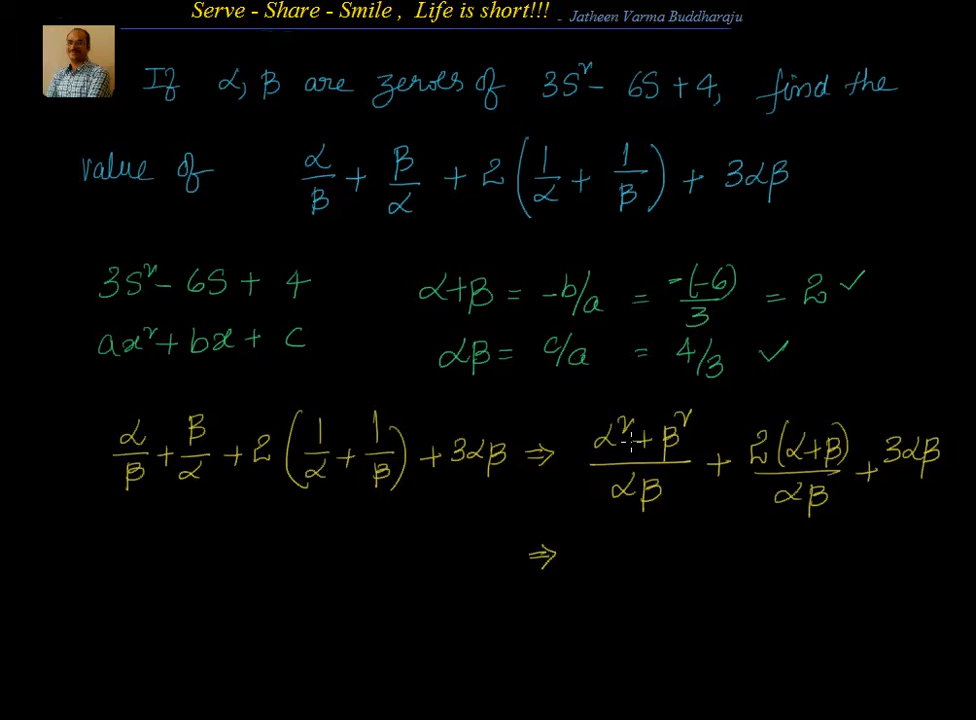 Serve - Share - Smile , Life is short!!! - Jatheen Varma Buddharaju
If α, β are zeroes of 3S² - 6S + 4, find the
value of α/β + β/α + 2(1/α + 1/β) + 3αβ
3S² - 6S + 4 α+β = -b/a = -(-6)/3 = 2 ✓
ax² + bx + c αβ = c/a = 4/3 ✓
α/β + β/α + 2(1/α + 1/β) + 3αβ ⇒ (α² + β²)/αβ + 2(α+β)/αβ + 3αβ
⇒